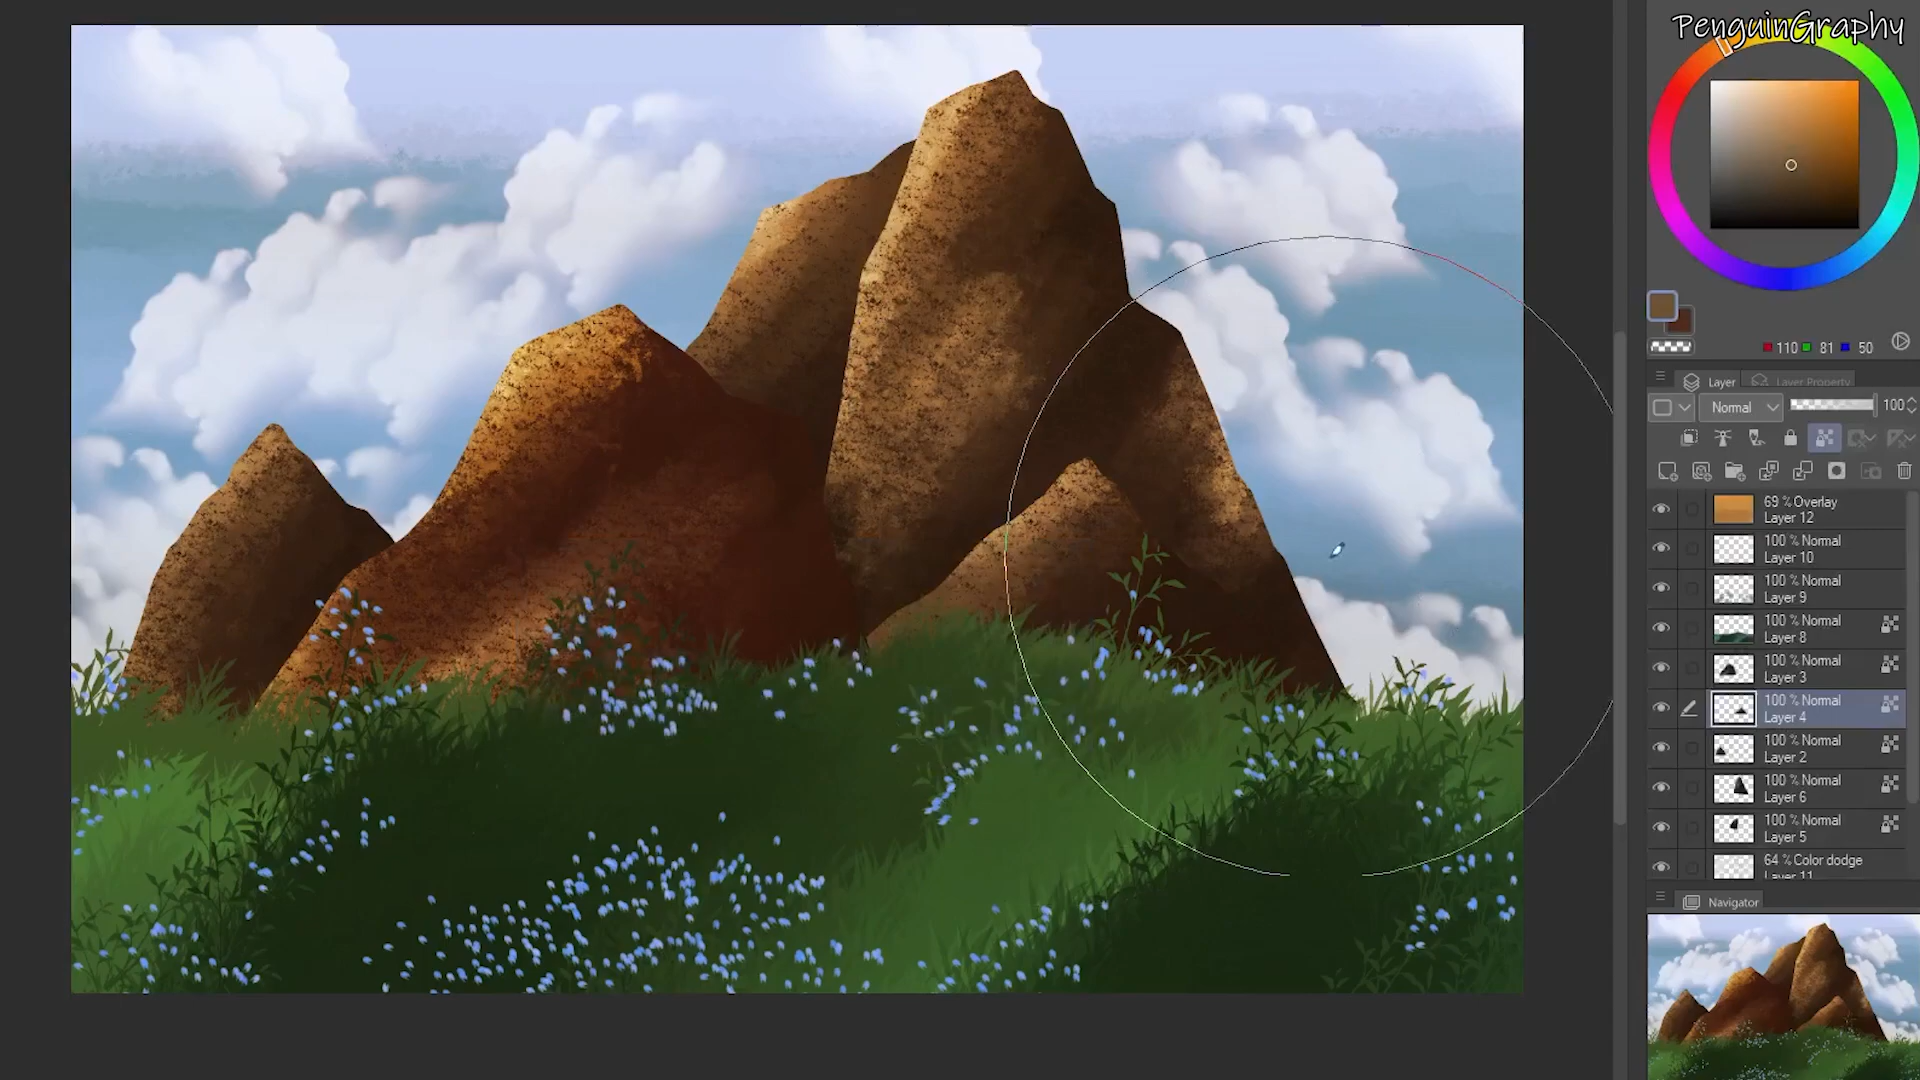 PenguinGraphy
110 81 50
Layer Layer Property
Normal 100
69 % Overlay
Layer 12
100 % Normal
Layer 10
100 % Normal
Layer 9
100 % Normal
Layer 8
100 % Normal
Layer 3
100 % Normal
Layer 4
100 % Normal
Layer 2
100 % Normal
Layer 6
100 % Normal
Layer 5
64 % Color dodge
Layer 11
Navigator